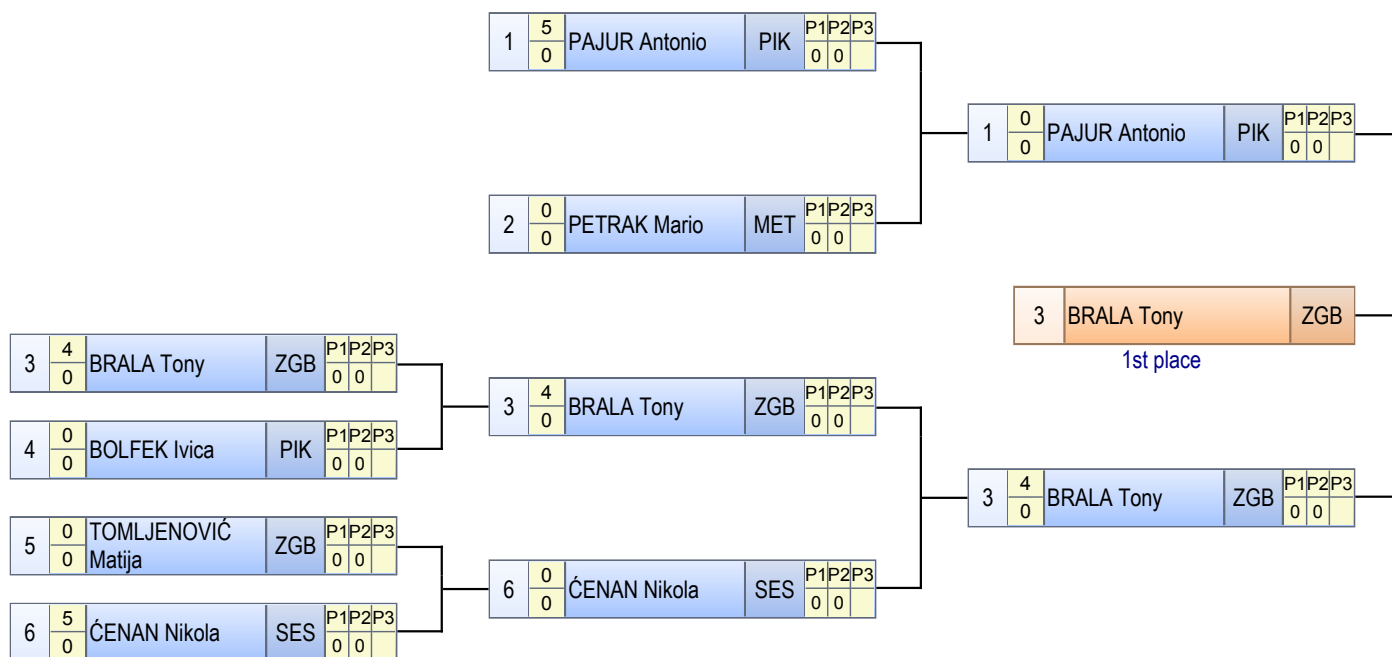 1 5 0 PAJUR Antonio PIK P1 P2 P3 0 0
1 0 0 PAJUR Antonio PIK P1 P2 P3 0 0
2 0 0 PETRAK Mario MET P1 P2 P3 0 0
3 BRALA Tony ZGB
1st place
3 4 0 BRALA Tony ZGB P1 P2 P3 0 0
3 4 0 BRALA Tony ZGB P1 P2 P3 0 0
4 0 0 BOLFEK Ivica PIK P1 P2 P3 0 0
3 4 0 BRALA Tony ZGB P1 P2 P3 0 0
5 0 0 TOMLJENOVIĆ
Matija ZGB P1 P2 P3 0 0
6 0 0 ĆENAN Nikola SES P1 P2 P3 0 0
6 5 0 ĆENAN Nikola SES P1 P2 P3 0 0